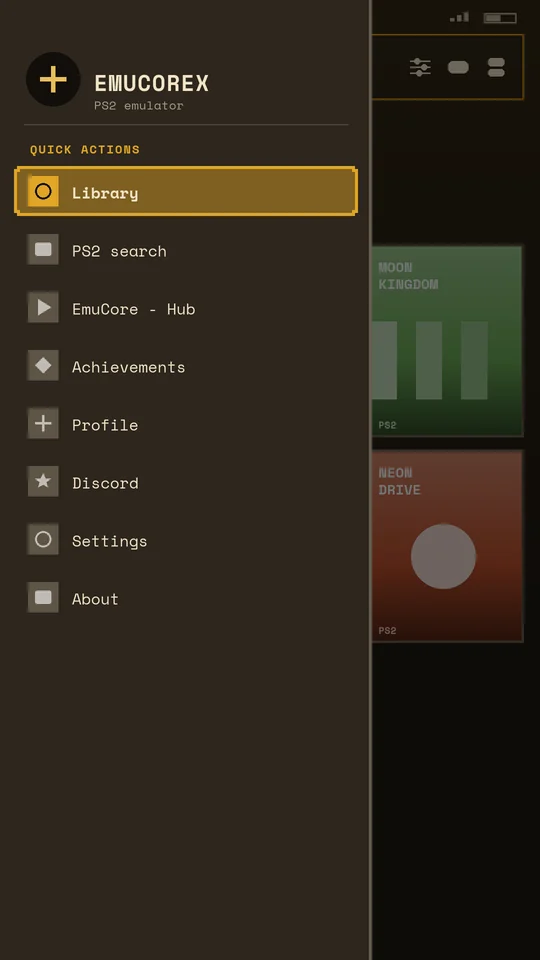 EMUCOREX
PS2 emulator
QUICK ACTIONS
Library
PS2 search
EmuCore - Hub
Achievements
Profile
Discord
Settings
About
MOON
KINGDOM
PS2
NEON
DRIVE
PS2